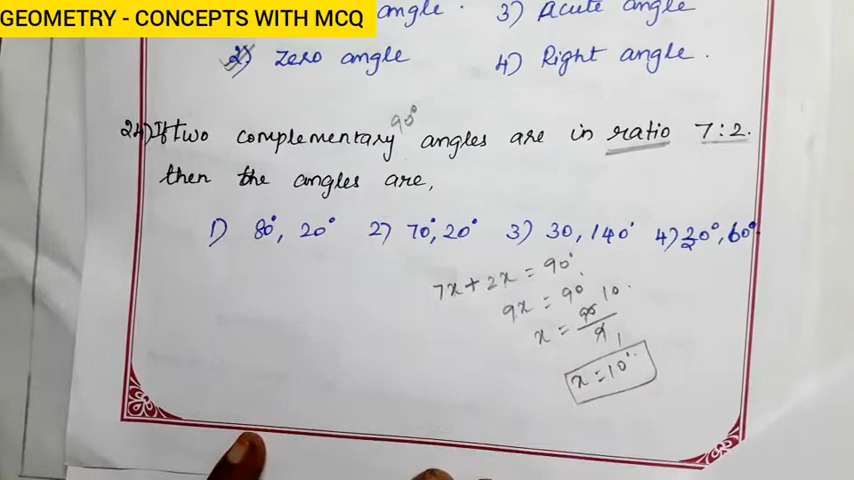 GEOMETRY - CONCEPTS WITH MCQ
angle. 3) Acute angle
2) Zero angle 4) Right angle.
90°
24) If two complementary angles are in ratio 7:2.
then the angles are,
1) 80°, 20° 2) 70°, 20° 3) 30, 140° 4) 20°, 60°.
7x + 2x = 90°
9x = 90
10
x = 90/9
1
x = 10°